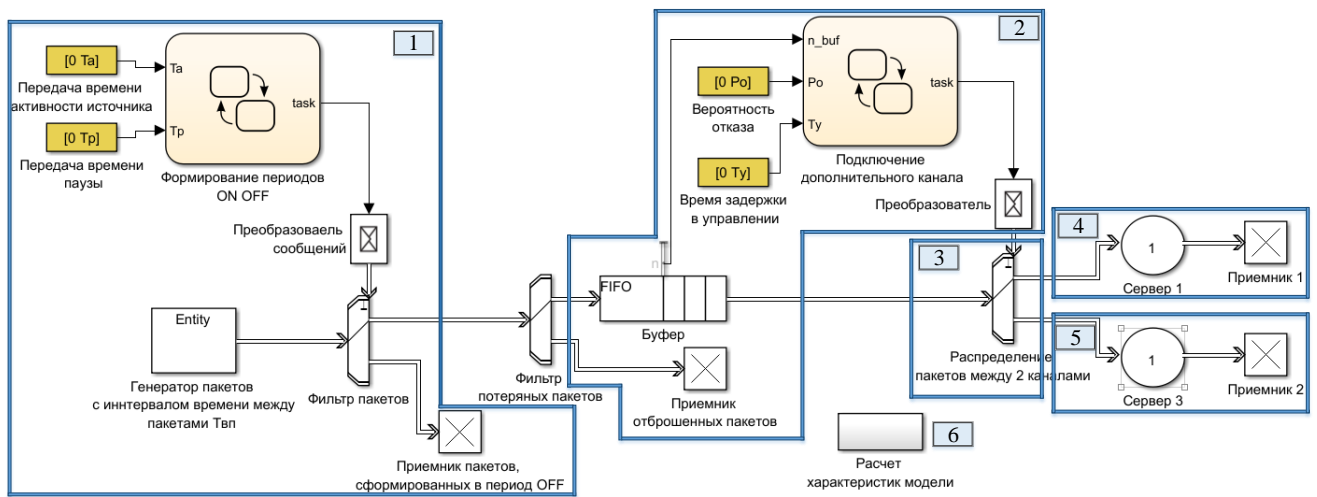 1
[0 Ta]
Передача времени
активности источника
[0 Tp]
Передача времени
паузы
Ta
Tp
task
Формирование периодов
ON OFF
Преобразоваель
сообщений
Entity
Генератор пакетов
с иннтервалом времени между
пакетами Твп
1
Фильтр пакетов
Приемник пакетов,
сформированных в период OFF
Фильтр
потеряных пакетов
2
[0 Po]
Вероятность
отказа
[0 Ty]
Время задержки
в управлении
n_buf
Po
Ty
task
Подключение
дополнительного канала
Преобразователь
n
FIFO
Буфер
Приемник
отброшенных пакетов
3
1
Распределение
пакетов между 2 каналами
4
1
Сервер 1
Приемник 1
5
1
Сервер 3
Приемник 2
6
Расчет
характеристик модели